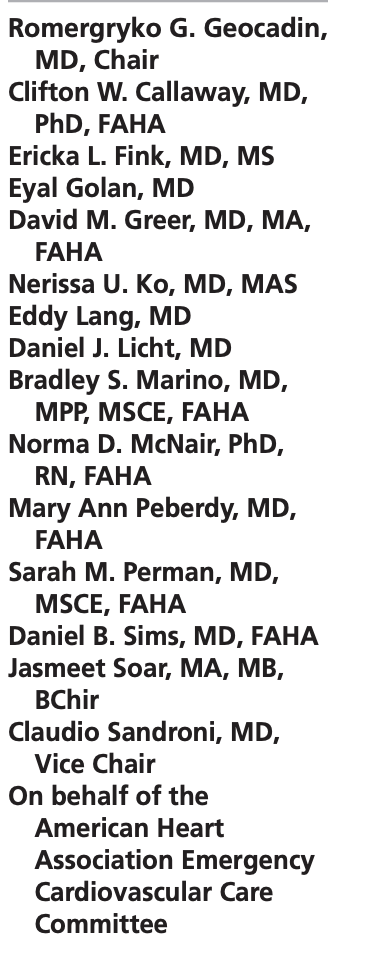 Romergryko G. Geocadin,
MD, Chair
Clifton W. Callaway, MD,
PhD, FAHA
Ericka L. Fink, MD, MS
Eyal Golan, MD
David M. Greer, MD, MA,
FAHA
Nerissa U. Ko, MD, MAS
Eddy Lang, MD
Daniel J. Licht, MD
Bradley S. Marino, MD,
MPP, MSCE, FAHA
Norma D. McNair, PhD,
RN, FAHA
Mary Ann Peberdy, MD,
FAHA
Sarah M. Perman, MD,
MSCE, FAHA
Daniel B. Sims, MD, FAHA
Jasmeet Soar, MA, MB,
BChir
Claudio Sandroni, MD,
Vice Chair
On behalf of the
American Heart
Association Emergency
Cardiovascular Care
Committee